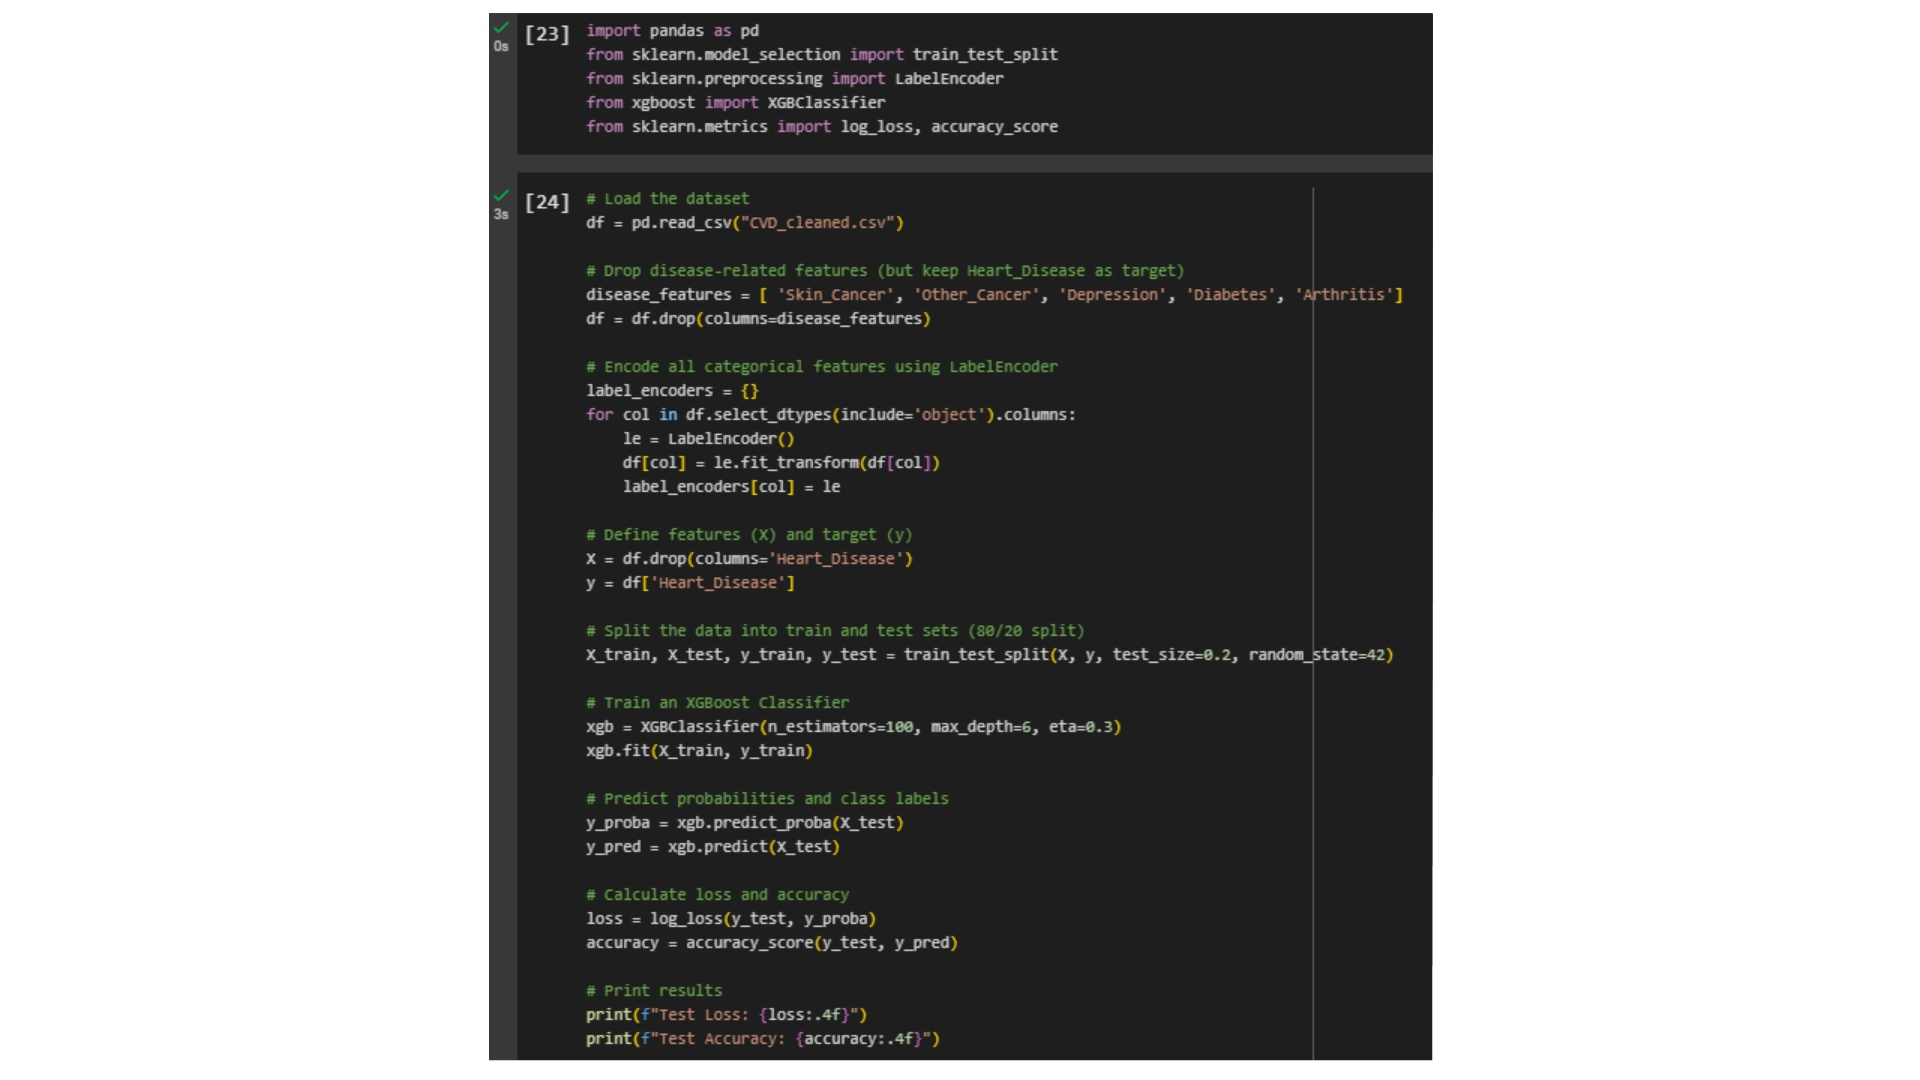 [23] import pandas as pd
0s
from sklearn.model_selection import train_test_split
from sklearn.preprocessing import LabelEncoder
from xgboost import XGBClassifier
from sklearn.metrics import log_loss, accuracy_score
[24] # Load the dataset
3s
df = pd.read_csv("CVD_cleaned.csv")

# Drop disease-related features (but keep Heart_Disease as target)
disease_features = [ 'Skin_Cancer', 'Other_Cancer', 'Depression', 'Diabetes', 'Arthritis']
df = df.drop(columns=disease_features)

# Encode all categorical features using LabelEncoder
label_encoders = {}
for col in df.select_dtypes(include='object').columns:
    le = LabelEncoder()
    df[col] = le.fit_transform(df[col])
    label_encoders[col] = le

# Define features (X) and target (y)
X = df.drop(columns='Heart_Disease')
y = df['Heart_Disease']

# Split the data into train and test sets (80/20 split)
X_train, X_test, y_train, y_test = train_test_split(X, y, test_size=0.2, random_state=42)

# Train an XGBoost Classifier
xgb = XGBClassifier(n_estimators=100, max_depth=6, eta=0.3)
xgb.fit(X_train, y_train)

# Predict probabilities and class labels
y_proba = xgb.predict_proba(X_test)
y_pred = xgb.predict(X_test)

# Calculate loss and accuracy
loss = log_loss(y_test, y_proba)
accuracy = accuracy_score(y_test, y_pred)

# Print results
print(f"Test Loss: {loss:.4f}")
print(f"Test Accuracy: {accuracy:.4f}")